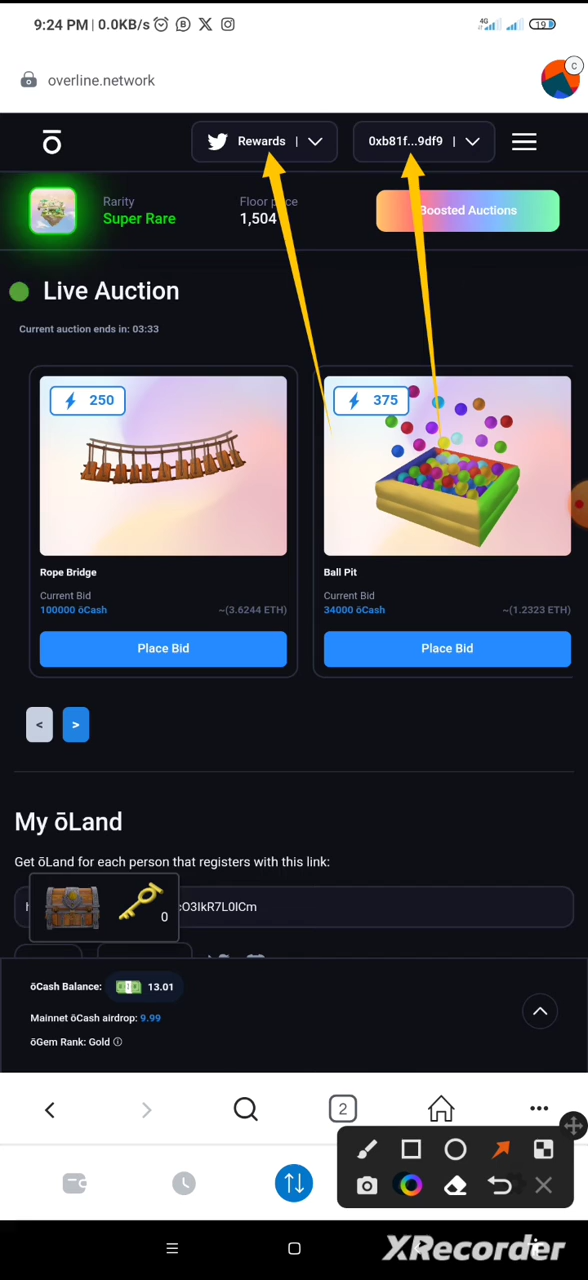 9:24 PM | 0.0KB/s
4G
19
overline.network
C
ō
Rewards |
0xb81f...9df9 |
Rarity
Super Rare
Floor price
1,504
Boosted Auctions
Live Auction
Current auction ends in: 03:33
250
375
Rope Bridge
Current Bid
100000 ōCash
~(3.6244 ETH)
Place Bid
Ball Pit
Current Bid
34000 ōCash
~(1.2323 ETH)
Place Bid
<
>
My ōLand
Get ōLand for each person that registers with this link:
0
ōCash Balance:
13.01
Mainnet ōCash airdrop: 9.99
ōGem Rank: Gold
2
XRecorder